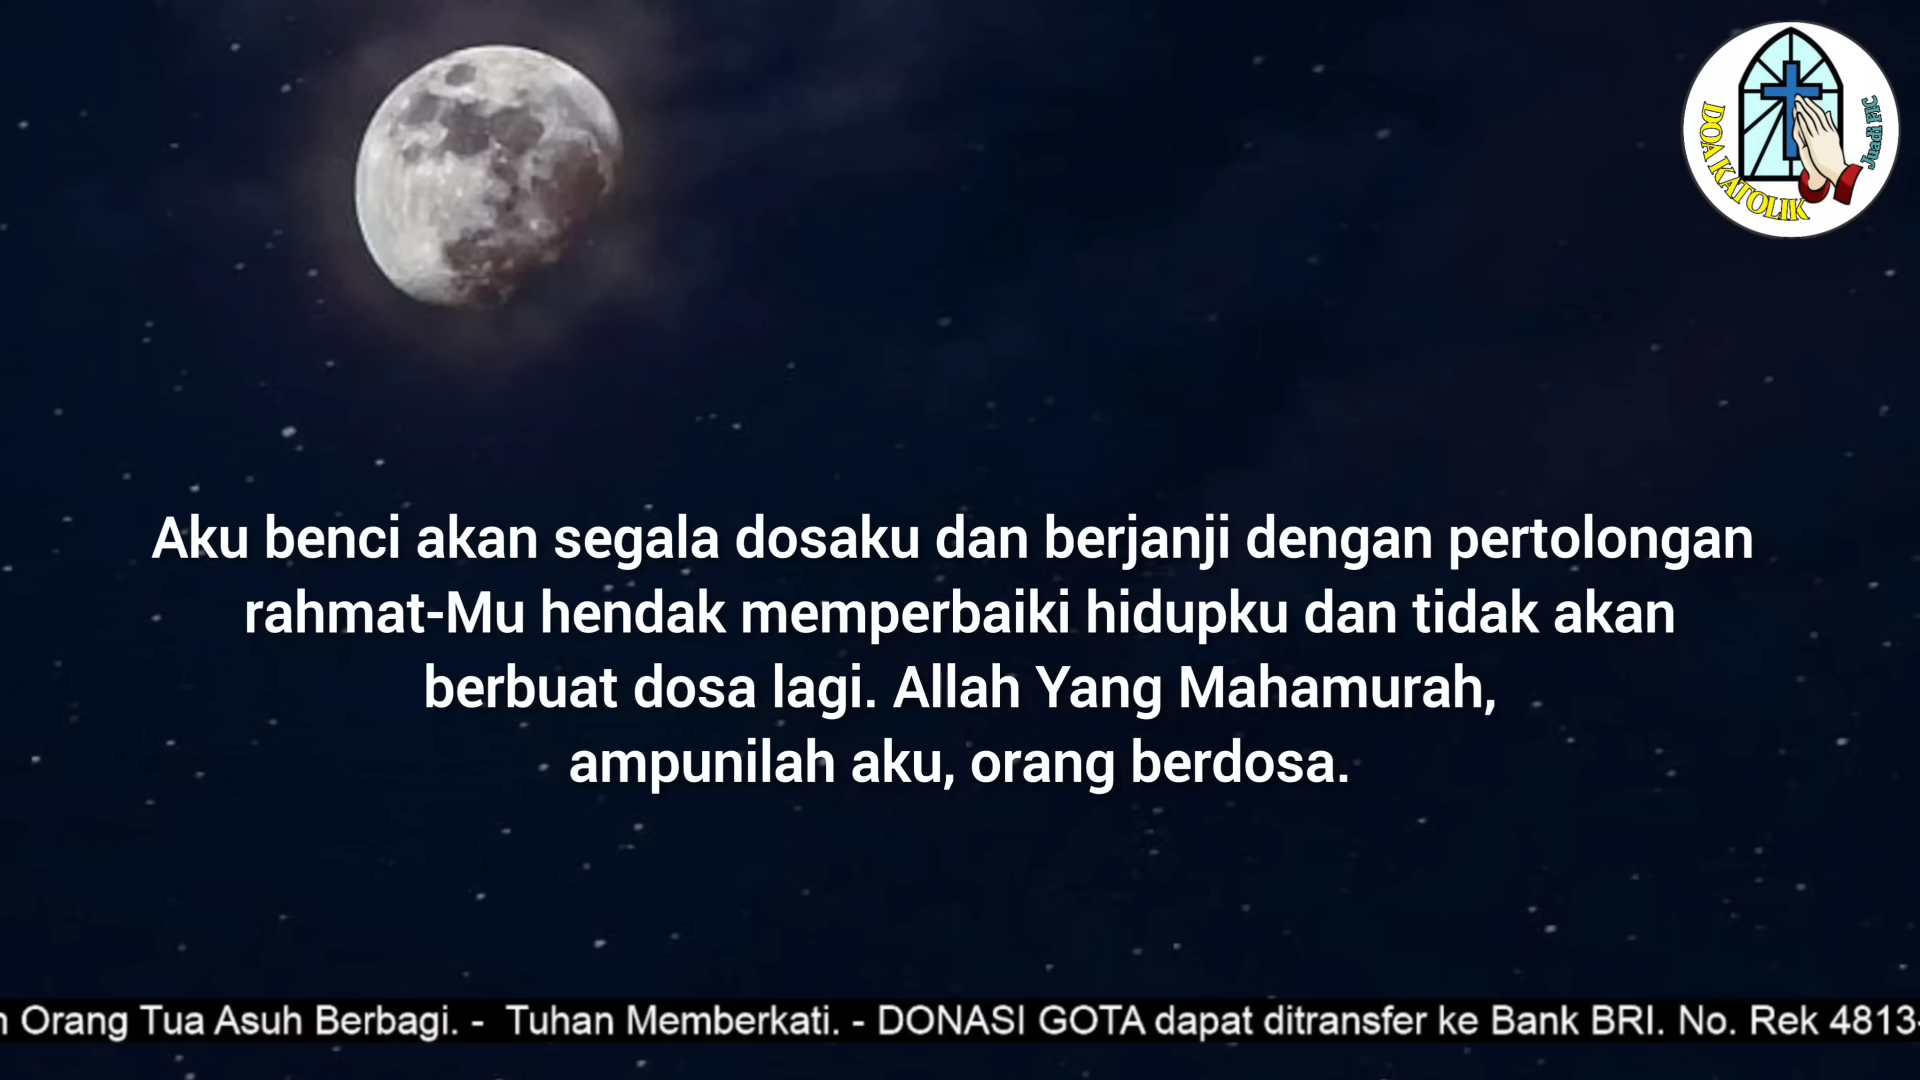 DOA KATOLIK
Juadi FIC
Aku benci akan segala dosaku dan berjanji dengan pertolongan
rahmat-Mu hendak memperbaiki hidupku dan tidak akan
berbuat dosa lagi. Allah Yang Mahamurah,
ampunilah aku, orang berdosa.
Orang Tua Asuh Berbagi. - Tuhan Memberkati. - DONASI GOTA dapat ditransfer ke Bank BRI. No. Rek 4813-